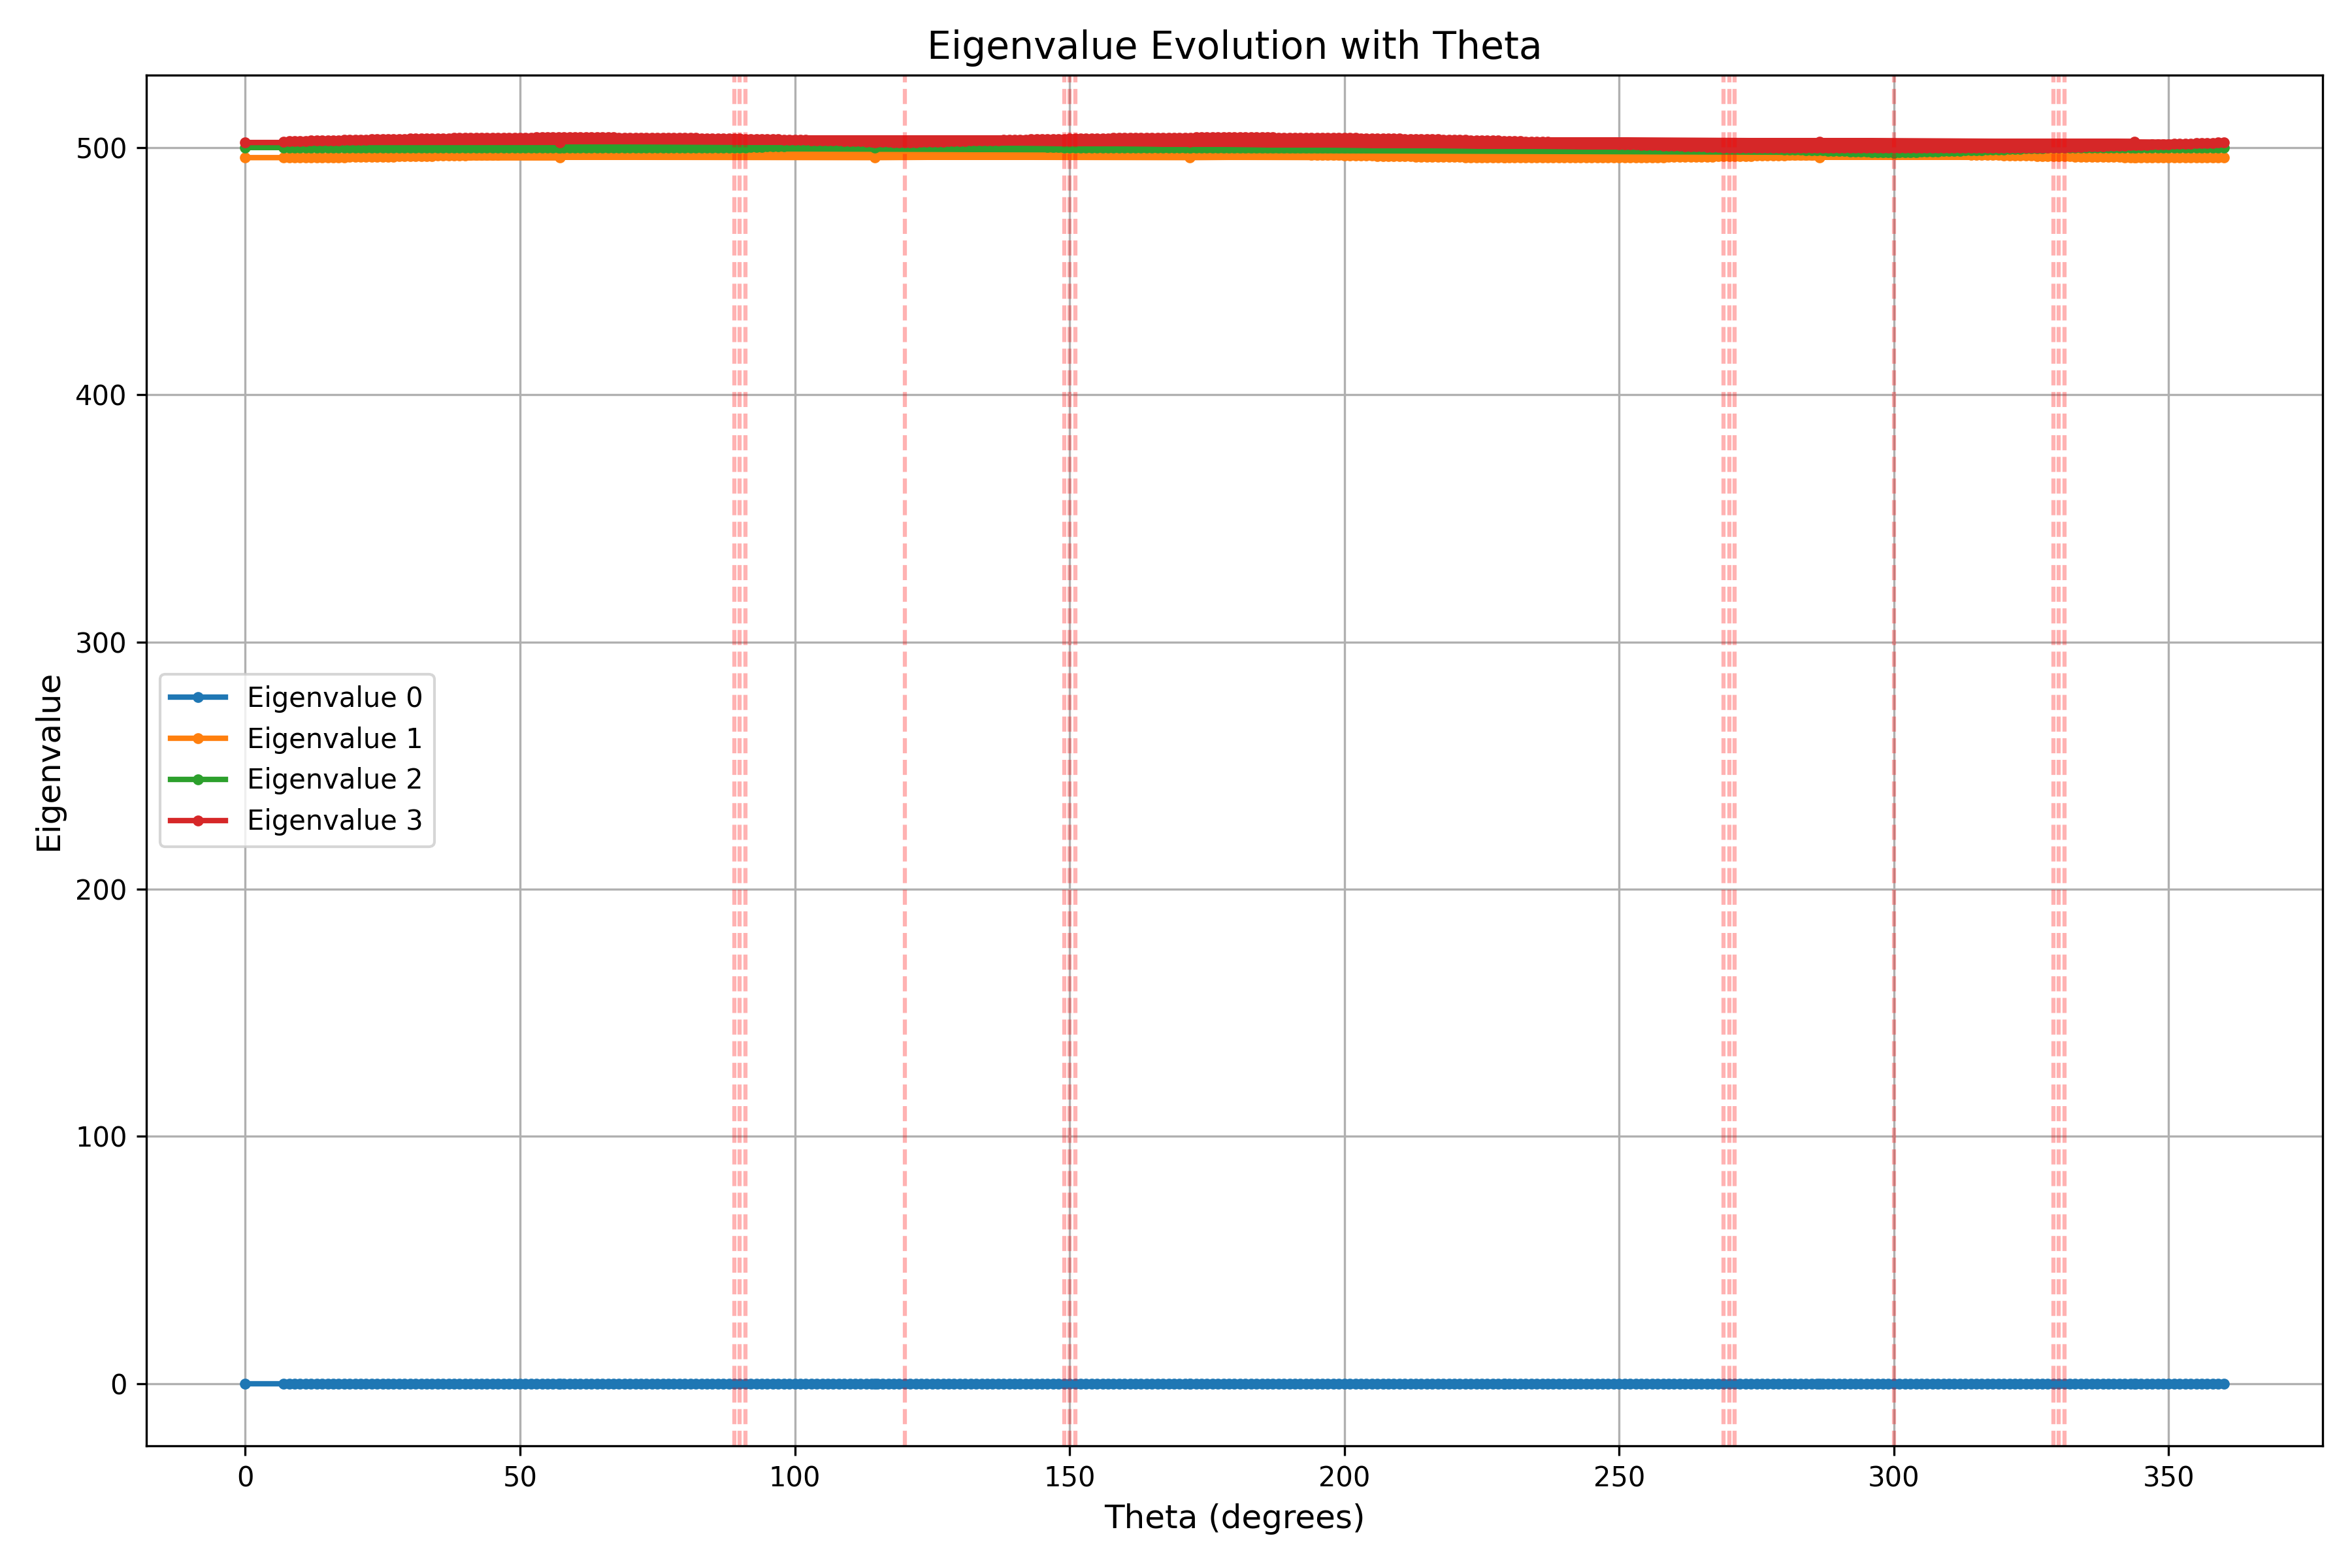 Eigenvalue Evolution with Theta
Eigenvalue
500
400
300
200
100
0
Eigenvalue 0
Eigenvalue 1
Eigenvalue 2
Eigenvalue 3
0 50 100 150 200 250 300 350
Theta (degrees)